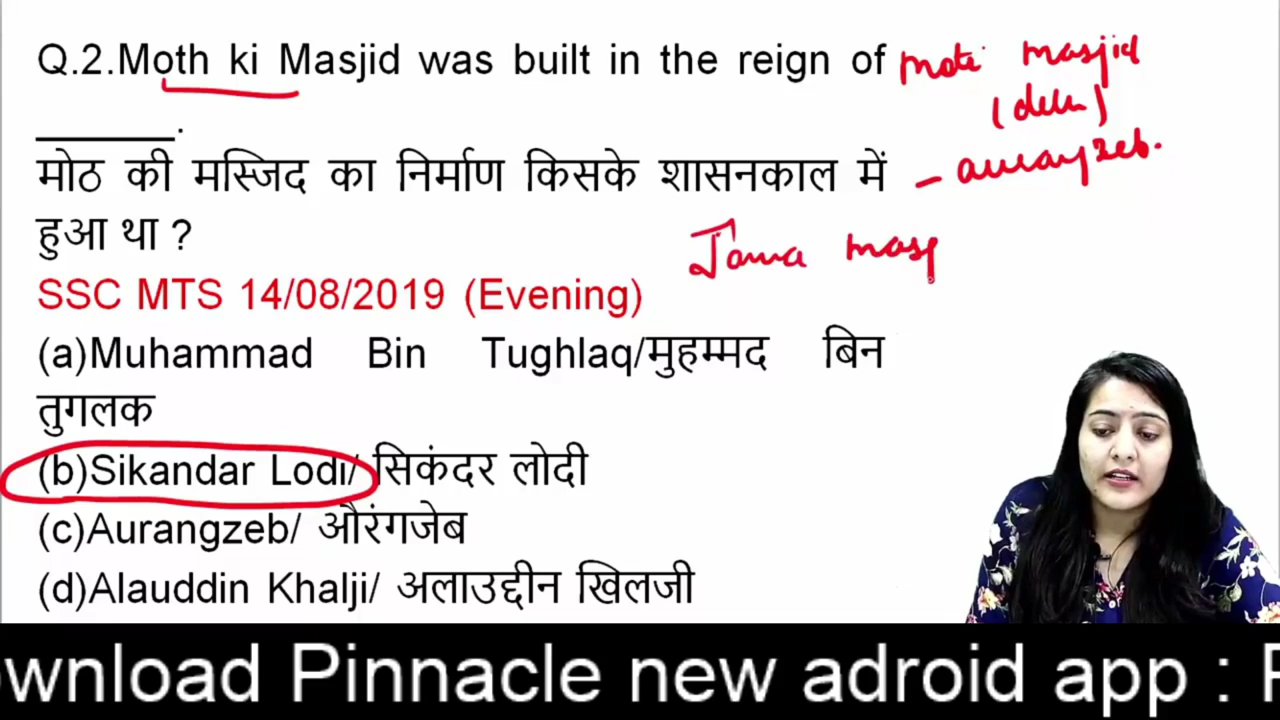 Q.2.Moth ki Masjid was built in the reign of
______.
moti masjid
(delhi)
- aurangzeb.
मोठ की मस्जिद का निर्माण किसके शासनकाल में
हुआ था ?
Jama masj
SSC MTS 14/08/2019 (Evening)
(a)Muhammad Bin Tughlaq/मुहम्मद बिन
तुगलक
(b)Sikandar Lodi/ सिकंदर लोदी
(c)Aurangzeb/ औरंगजेब
(d)Alauddin Khalji/ अलाउद्दीन खिलजी
ownload Pinnacle new adroid app : P